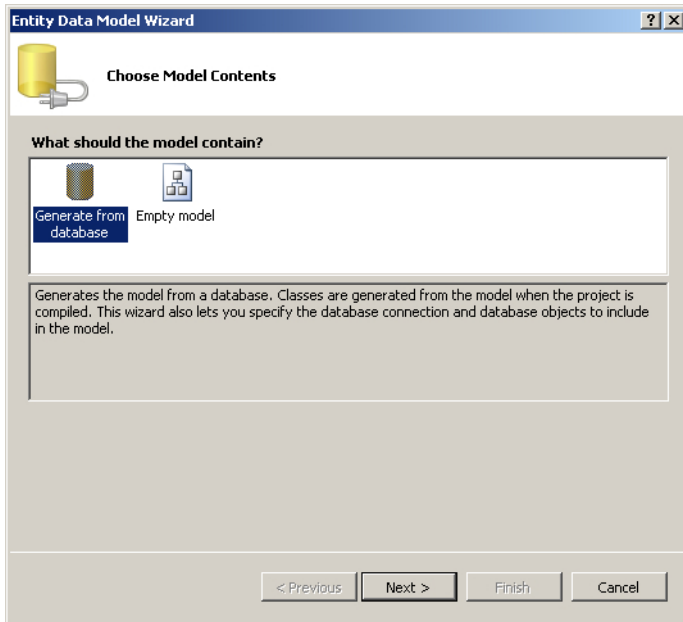 Entity Data Model Wizard
Choose Model Contents
What should the model contain?
Generate from
database
Empty model
Generates the model from a database. Classes are generated from the model when the project is
compiled. This wizard also lets you specify the database connection and database objects to include
in the model.
< Previous
Next >
Finish
Cancel